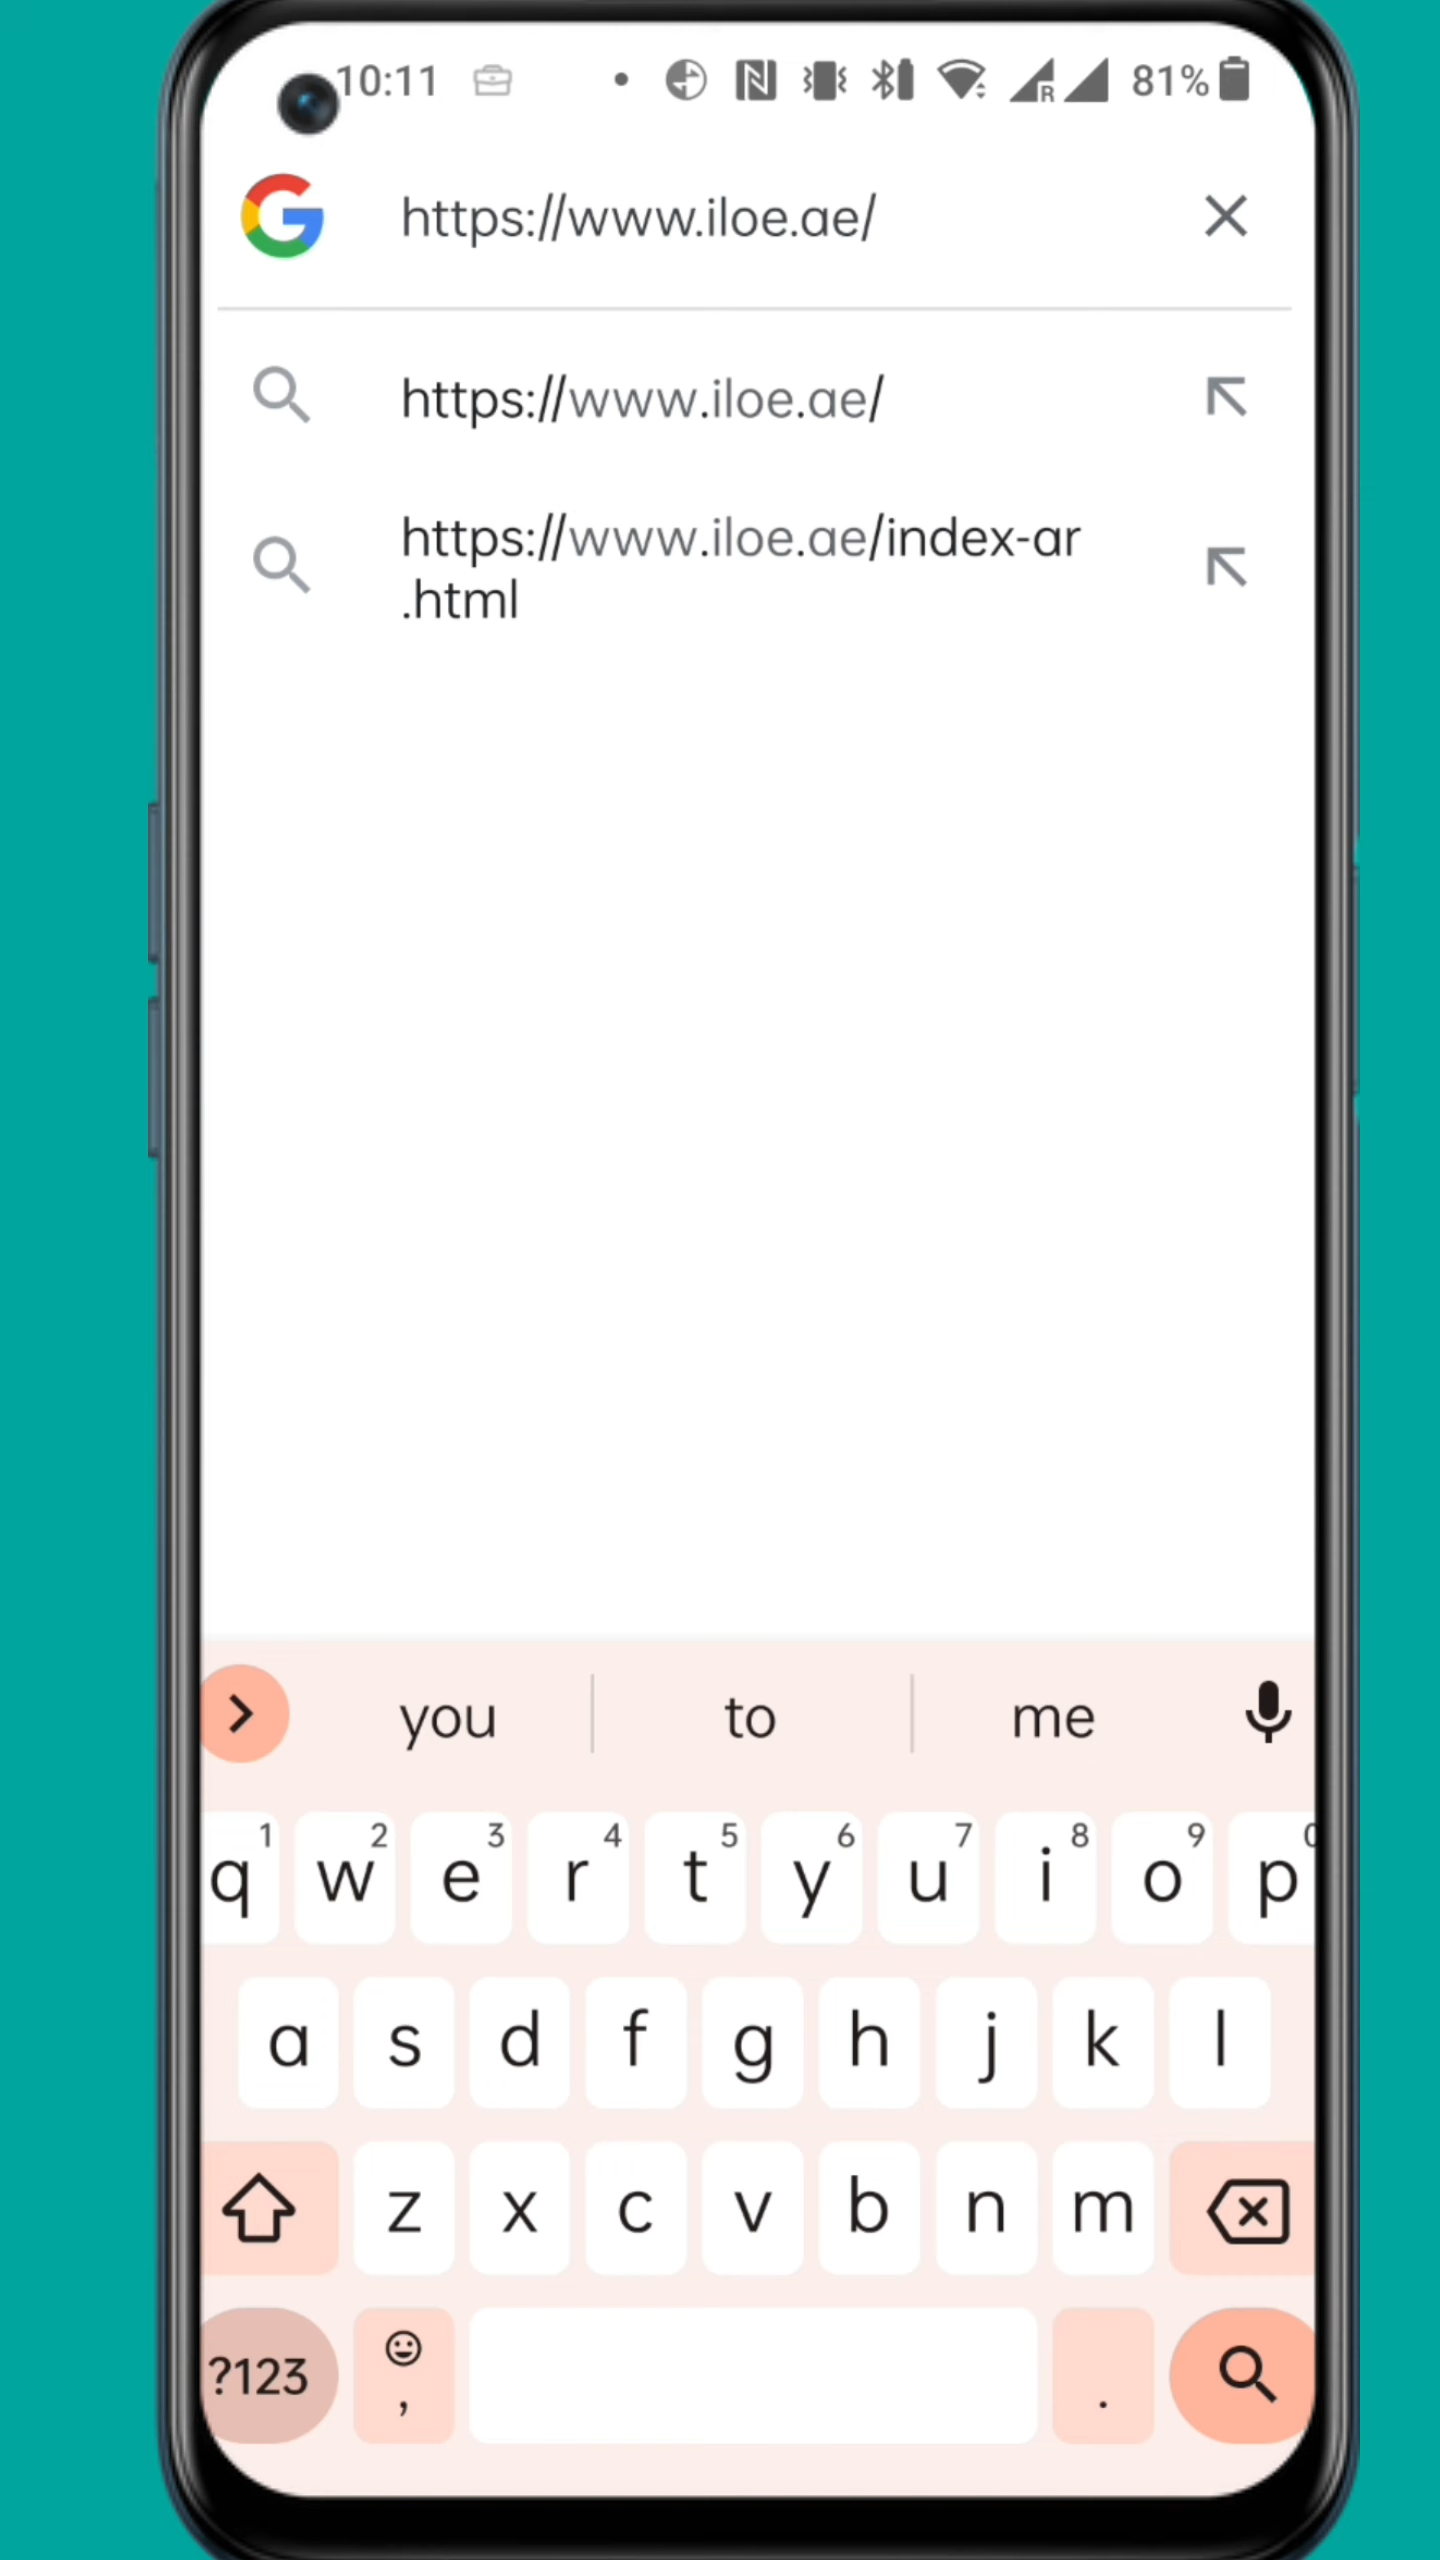 10:11 R 81%
https://www.iloe.ae/
https://www.iloe.ae/
https://www.iloe.ae/index-ar
.html
you to me
1 2 3 4 5 6 7 8 9 0
q w e r t y u i o p
a s d f g h j k l
z x c v b n m
?123 , .